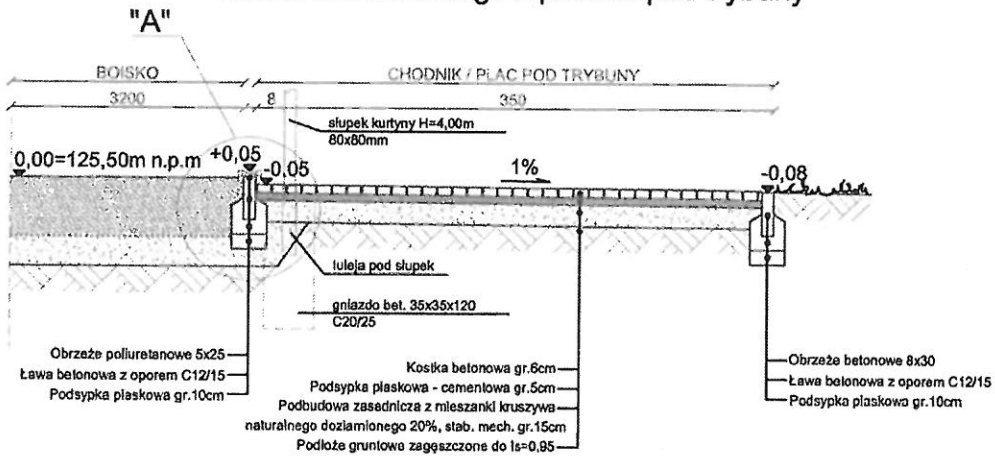 "A"
BOISKO
CHODNIK / PLAC POD TRYBUNY
3200
8
350
słupek kurtyny H=4,00m
80x80mm
0,00=125,50m n.p.m
+0,05
-0,05
1%
-0,08
tuleja pod słupek
gniazdo bet. 35x35x120
C20/25
Obrzeże poliuretanowe 5x25
Ława betonowa z oporem C12/15
Podsypka piaskowa gr.10cm
Kostka betonowa gr.6cm
Podsypka piaskowa - cementowa gr.5cm
Podbudowa zasadnicza z mieszanki kruszywa
naturalnego doziarnionego 20%, stab. mech. gr.15cm
Podłoże gruntowe zagęszczone do Is=0,95
Obrzeże betonowe 8x30
Ława betonowa z oporem C12/15
Podsypka piaskowa gr.10cm